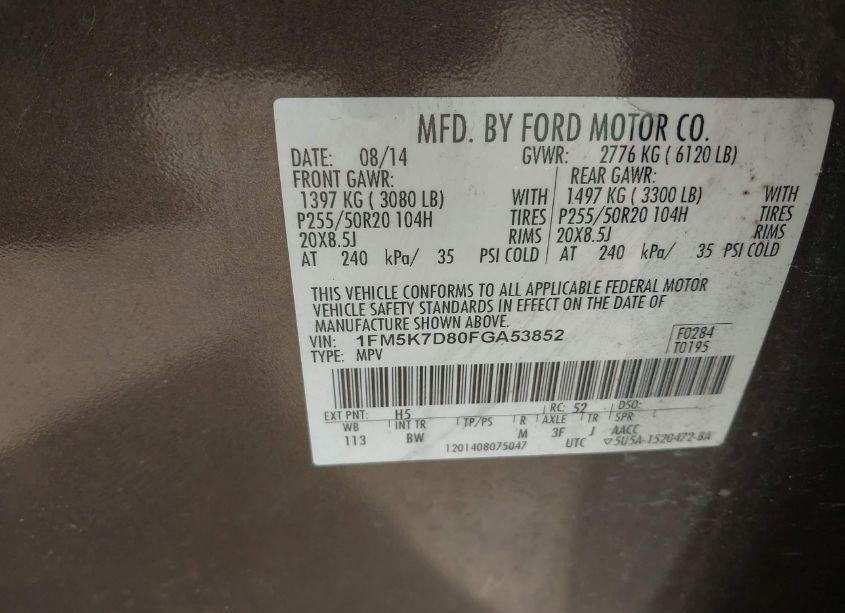 MFD. BY FORD MOTOR CO.
DATE: 08/14 GVWR: 2776 KG ( 6120 LB)
FRONT GAWR: REAR GAWR:
1397 KG ( 3080 LB) WITH 1497 KG ( 3300 LB) WITH
P255/50R20 104H TIRES P255/50R20 104H TIRES
20X8.5J RIMS 20X8.5J RIMS
AT 240 kPa/ 35 PSI COLD AT 240 kPa/ 35 PSI COLD
THIS VEHICLE CONFORMS TO ALL APPLICABLE FEDERAL MOTOR
VEHICLE SAFETY STANDARDS IN EFFECT ON THE DATE OF
MANUFACTURE SHOWN ABOVE.
VIN: 1FM5K7D80FGA53852 F0284
TYPE: MPV T0195
EXT PNT: H5 RC: 52 DSO:
WB INT TR TP/PS R AXLE TR SPR
113 BW M 3F J AACC
1201408075047 UTC ▽5U5A-1520472-BA